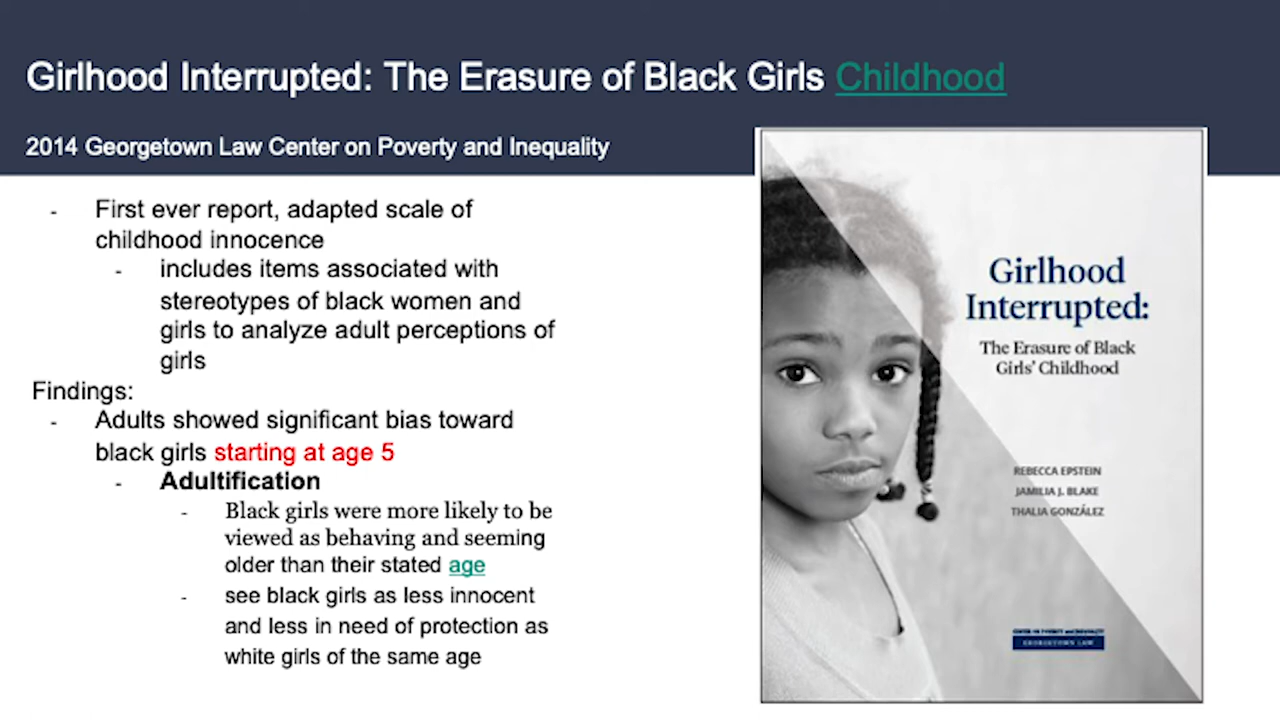 Girlhood Interrupted: The Erasure of Black Girls Childhood
2014 Georgetown Law Center on Poverty and Inequality
- First ever report, adapted scale of
childhood innocence
- includes items associated with
stereotypes of black women and
girls to analyze adult perceptions of
girls
Findings:
- Adults showed significant bias toward
black girls starting at age 5
- Adultification
- Black girls were more likely to be
viewed as behaving and seeming
older than their stated age
- see black girls as less innocent
and less in need of protection as
white girls of the same age
Girlhood
Interrupted:
The Erasure of Black
Girls’ Childhood
REBECCA EPSTEIN
JAMILIA J. BLAKE
THALIA GONZÁLEZ
CENTER ON POVERTY and INEQUALITY
GEORGETOWN LAW